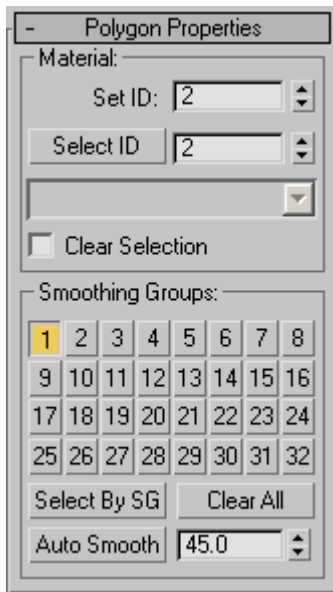 - Polygon Properties
Material:
Set ID: 2
Select ID 2
Clear Selection
Smoothing Groups:
1 2 3 4 5 6 7 8
9 10 11 12 13 14 15 16
17 18 19 20 21 22 23 24
25 26 27 28 29 30 31 32
Select By SG Clear All
Auto Smooth 45.0